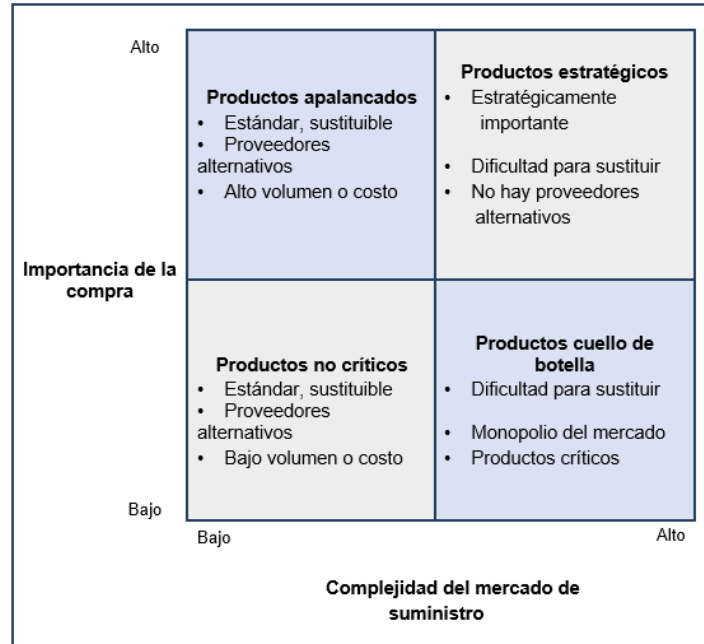 Alto
Productos apalancados
• Estándar, sustituible
• Proveedores
alternativos
• Alto volumen o costo
Productos estratégicos
• Estratégicamente
importante
• Dificultad para sustituir
• No hay proveedores
alternativos
Importancia de la
compra
Productos no críticos
• Estándar, sustituible
• Proveedores
alternativos
• Bajo volumen o costo
Productos cuello de
botella
• Dificultad para sustituir
• Monopolio del mercado
• Productos críticos
Bajo
Bajo
Alto
Complejidad del mercado de
suministro